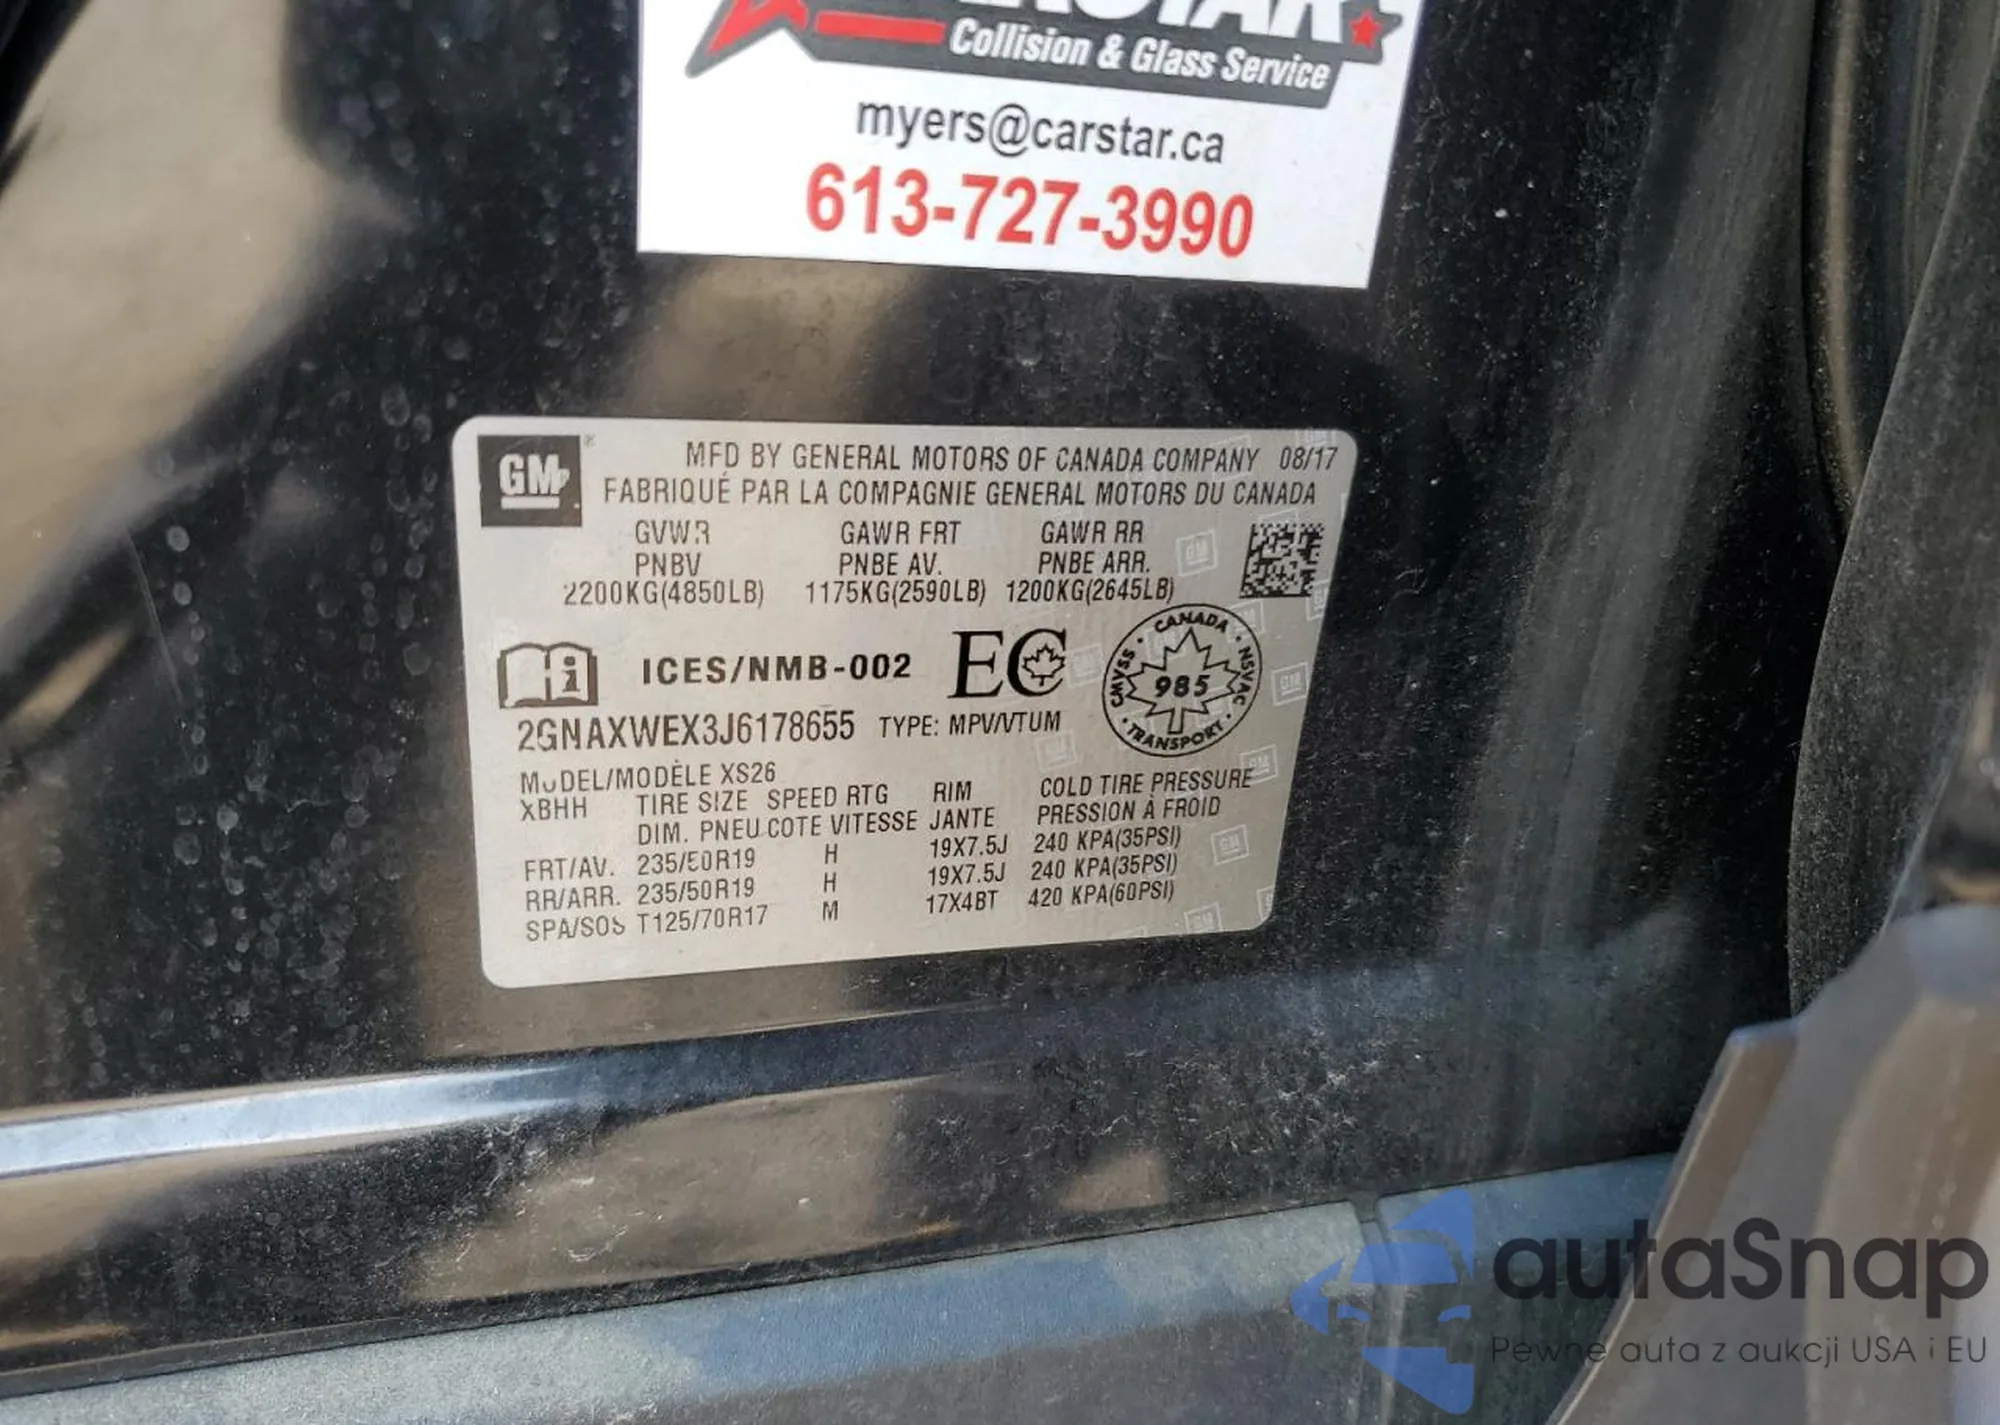 Collision & Glass Service
myers@carstar.ca
613-727-3990
GM
MFD BY GENERAL MOTORS OF CANADA COMPANY 08/17
FABRIQUÉ PAR LA COMPAGNIE GENERAL MOTORS DU CANADA
GVWR GAWR FRT GAWR RR
PNBV PNBE AV. PNBE ARR.
2200KG(4850LB) 1175KG(2590LB) 1200KG(2645LB)
ICES/NMB-002 EC
CANADA CMVSS 985 NSVAC TRANSPORT
2GNAXWEX3J6178655 TYPE: MPV/VTUM
MODEL/MODÈLE XS26
XBHH TIRE SIZE SPEED RTG RIM COLD TIRE PRESSURE
DIM. PNEU COTE VITESSE JANTE PRESSION À FROID
FRT/AV. 235/50R19 H 19X7.5J 240 KPA(35PSI)
RR/ARR. 235/50R19 H 19X7.5J 240 KPA(35PSI)
SPA/SOS T125/70R17 M 17X4BT 420 KPA(60PSI)
autaSnap
Pewne auta z aukcji USA i EU